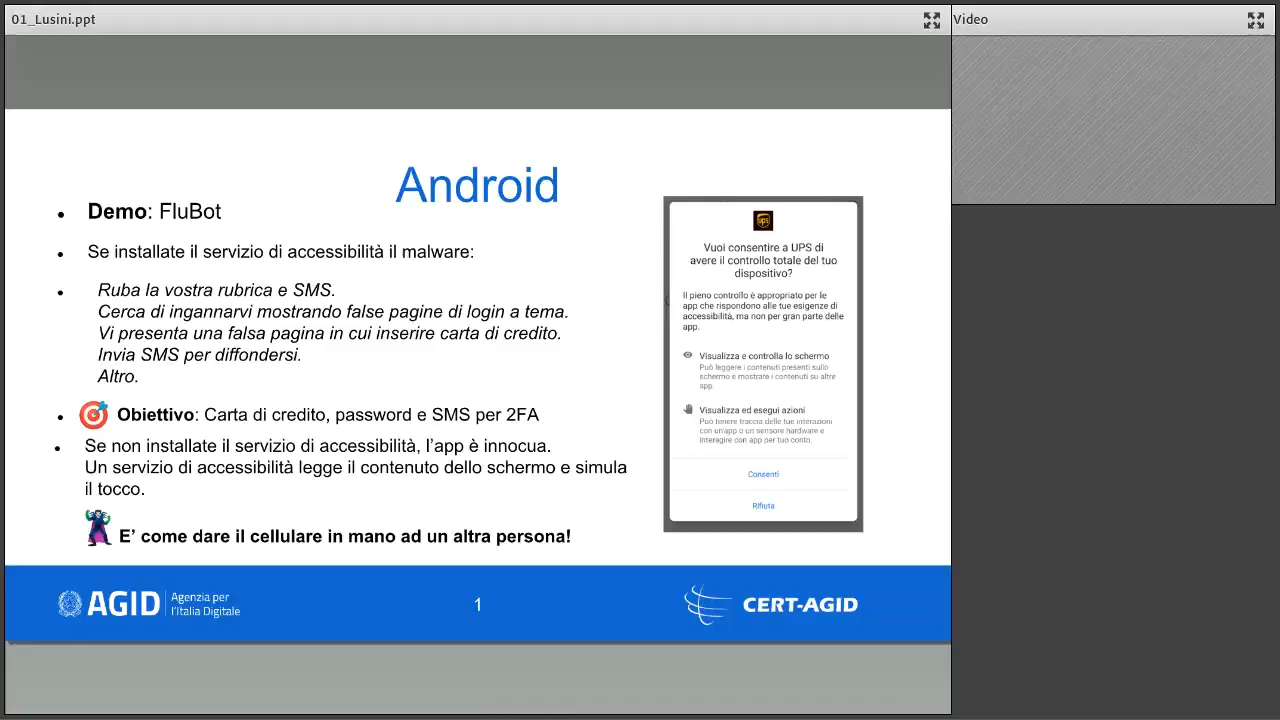 01_Lusini.ppt
Video
Android
Demo: FluBot
Se installate il servizio di accessibilità il malware:
Ruba la vostra rubrica e SMS.
Cerca di ingannarvi mostrando false pagine di login a tema.
Vi presenta una falsa pagina in cui inserire carta di credito.
Invia SMS per diffondersi.
Altro.
Obiettivo: Carta di credito, password e SMS per 2FA
Se non installate il servizio di accessibilità, l’app è innocua.
Un servizio di accessibilità legge il contenuto dello schermo e simula
il tocco.
E’ come dare il cellulare in mano ad un altra persona!
ups
Vuoi consentire a UPS di
avere il controllo totale del tuo
dispositivo?
Il pieno controllo è appropriato per le
app che rispondono alle tue esigenze di
accessibilità, ma non per gran parte delle
app.
Visualizza e controlla lo schermo
Può leggere i contenuti presenti sullo
schermo e mostrare i contenuti su altre
app.
Visualizza ed esegui azioni
Può tenere traccia delle tue interazioni
con un'app o un sensore hardware e
interagire con app per tuo conto.
Consenti
Rifiuta
AGID
Agenzia per
l'Italia Digitale
1
CERT-AGID